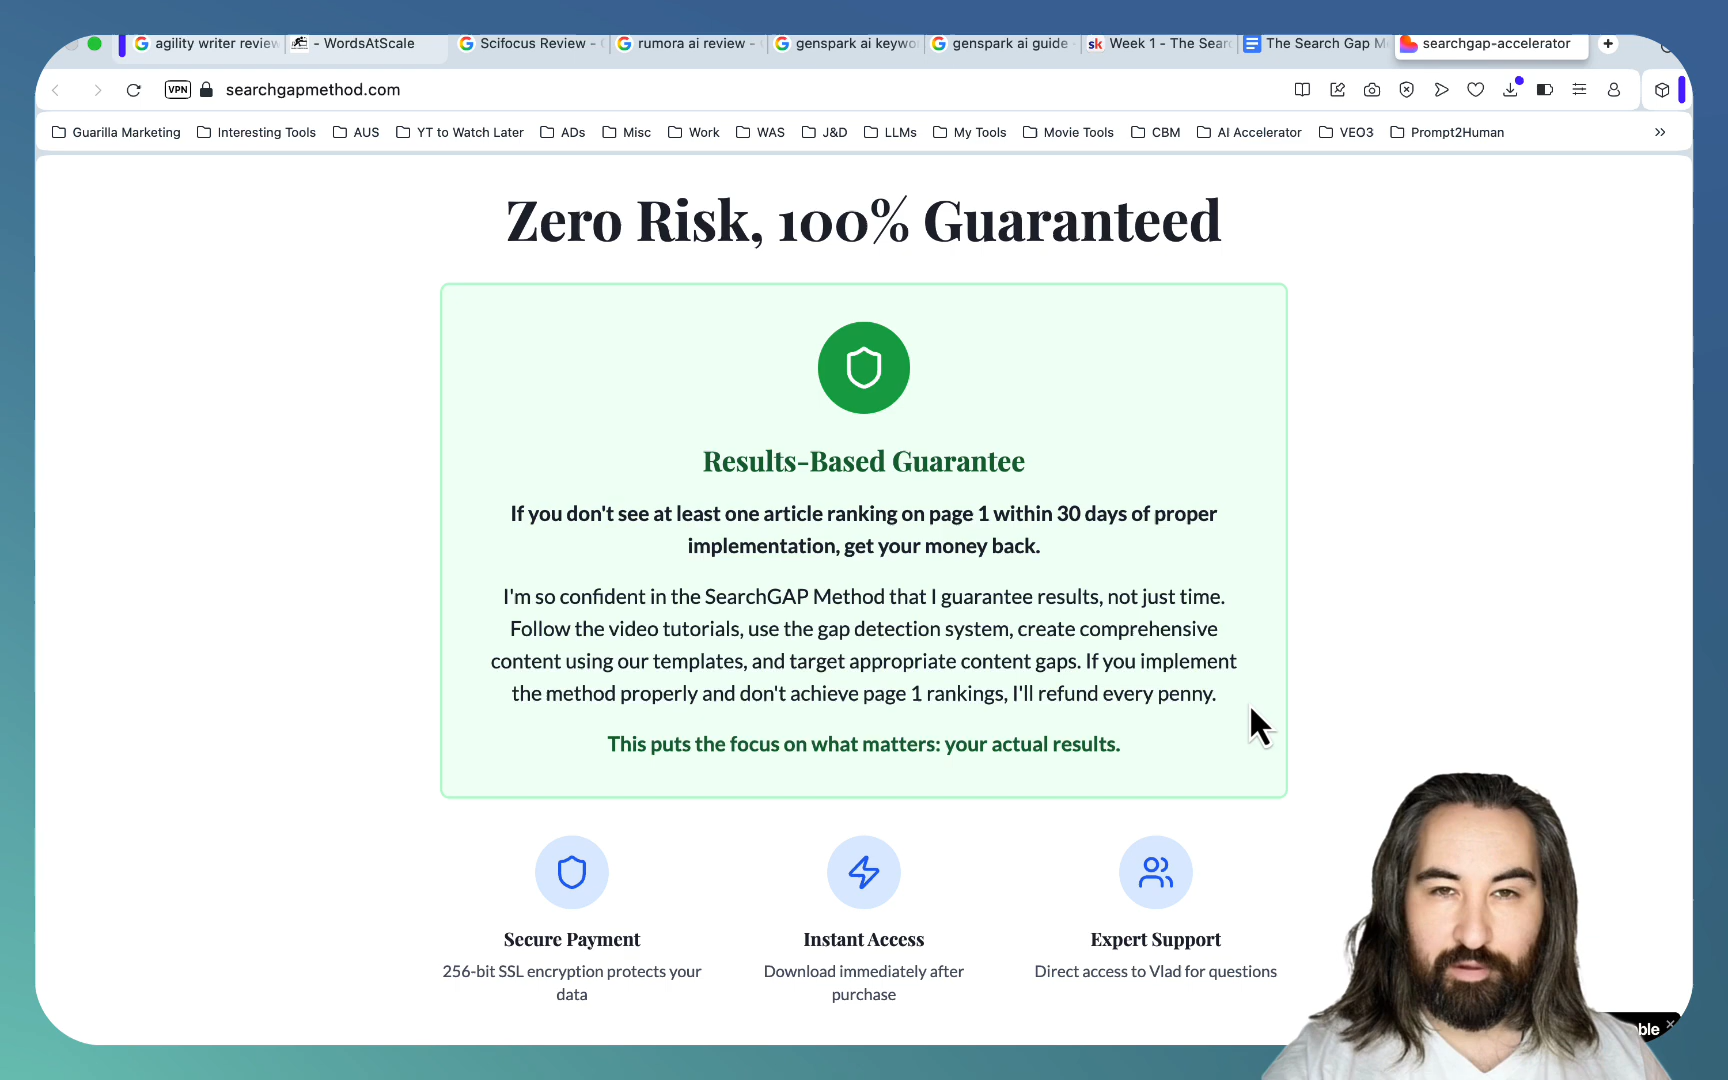 agility writer review
- WordsAtScale
Scifocus Review -
rumora ai review -
genspark ai keywo
genspark ai guide
sk Week 1 - The Searc
The Search Gap M
searchgap-accelerator
VPN
searchgapmethod.com
Guarilla Marketing
Interesting Tools
AUS
YT to Watch Later
ADs
Misc
Work
WAS
J&D
LLMs
My Tools
Movie Tools
CBM
AI Accelerator
VEO3
Prompt2Human
Zero Risk, 100% Guaranteed
Results-Based Guarantee
If you don't see at least one article ranking on page 1 within 30 days of proper
implementation, get your money back.
I'm so confident in the SearchGAP Method that I guarantee results, not just time.
Follow the video tutorials, use the gap detection system, create comprehensive
content using our templates, and target appropriate content gaps. If you implement
the method properly and don't achieve page 1 rankings, I'll refund every penny.
This puts the focus on what matters: your actual results.
Secure Payment
256-bit SSL encryption protects your
data
Instant Access
Download immediately after
purchase
Expert Support
Direct access to Vlad for questions